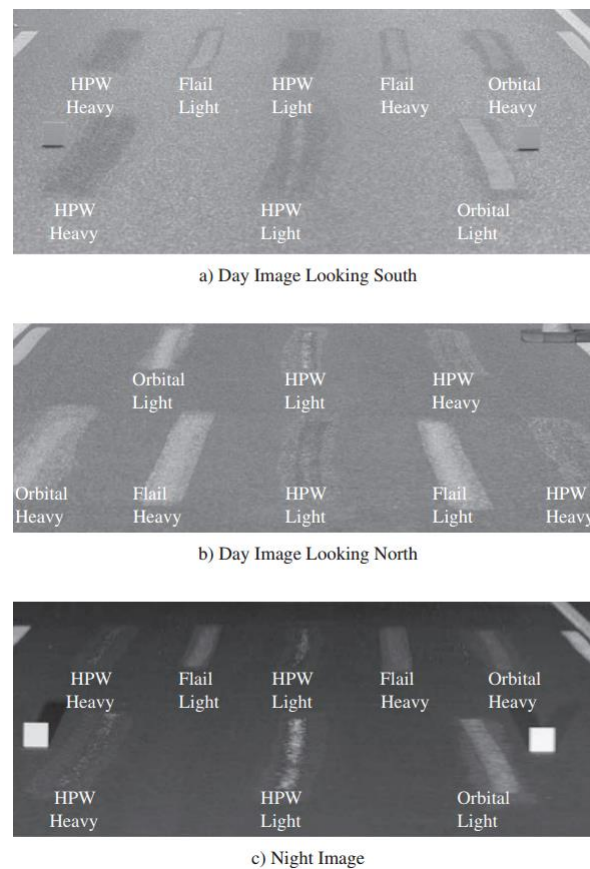 HPW Flail HPW Flail Orbital
Heavy Light Light Heavy Heavy
HPW HPW Orbital
Heavy Light Light
a) Day Image Looking South
Orbital HPW HPW
Light Light Heavy
Orbital Flail HPW Flail HPW
Heavy Heavy Light Light Heavy
b) Day Image Looking North
HPW Flail HPW Flail Orbital
Heavy Light Light Heavy Heavy
HPW HPW Orbital
Heavy Light Light
c) Night Image